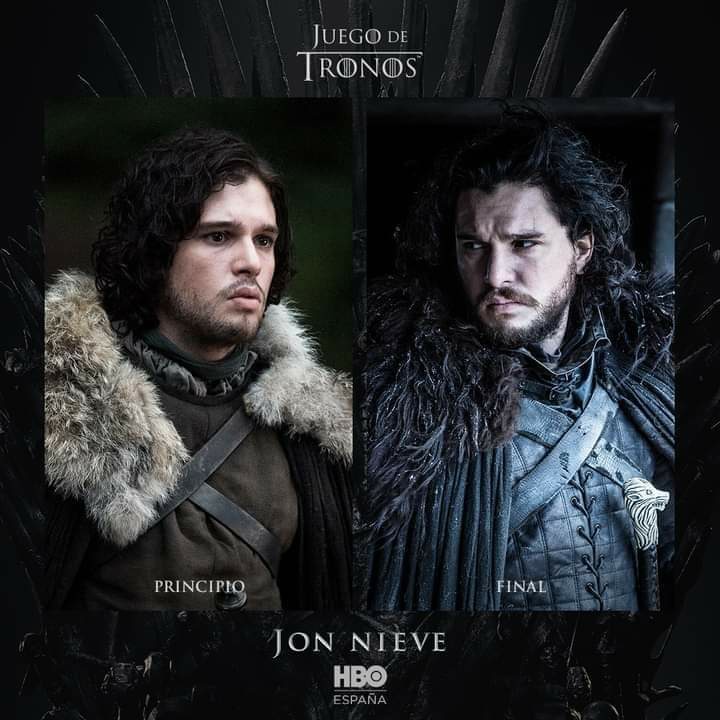 JUEGO DE
TRONOS
PRINCIPIO
FINAL
JON NIEVE
HBO
ESPAÑA